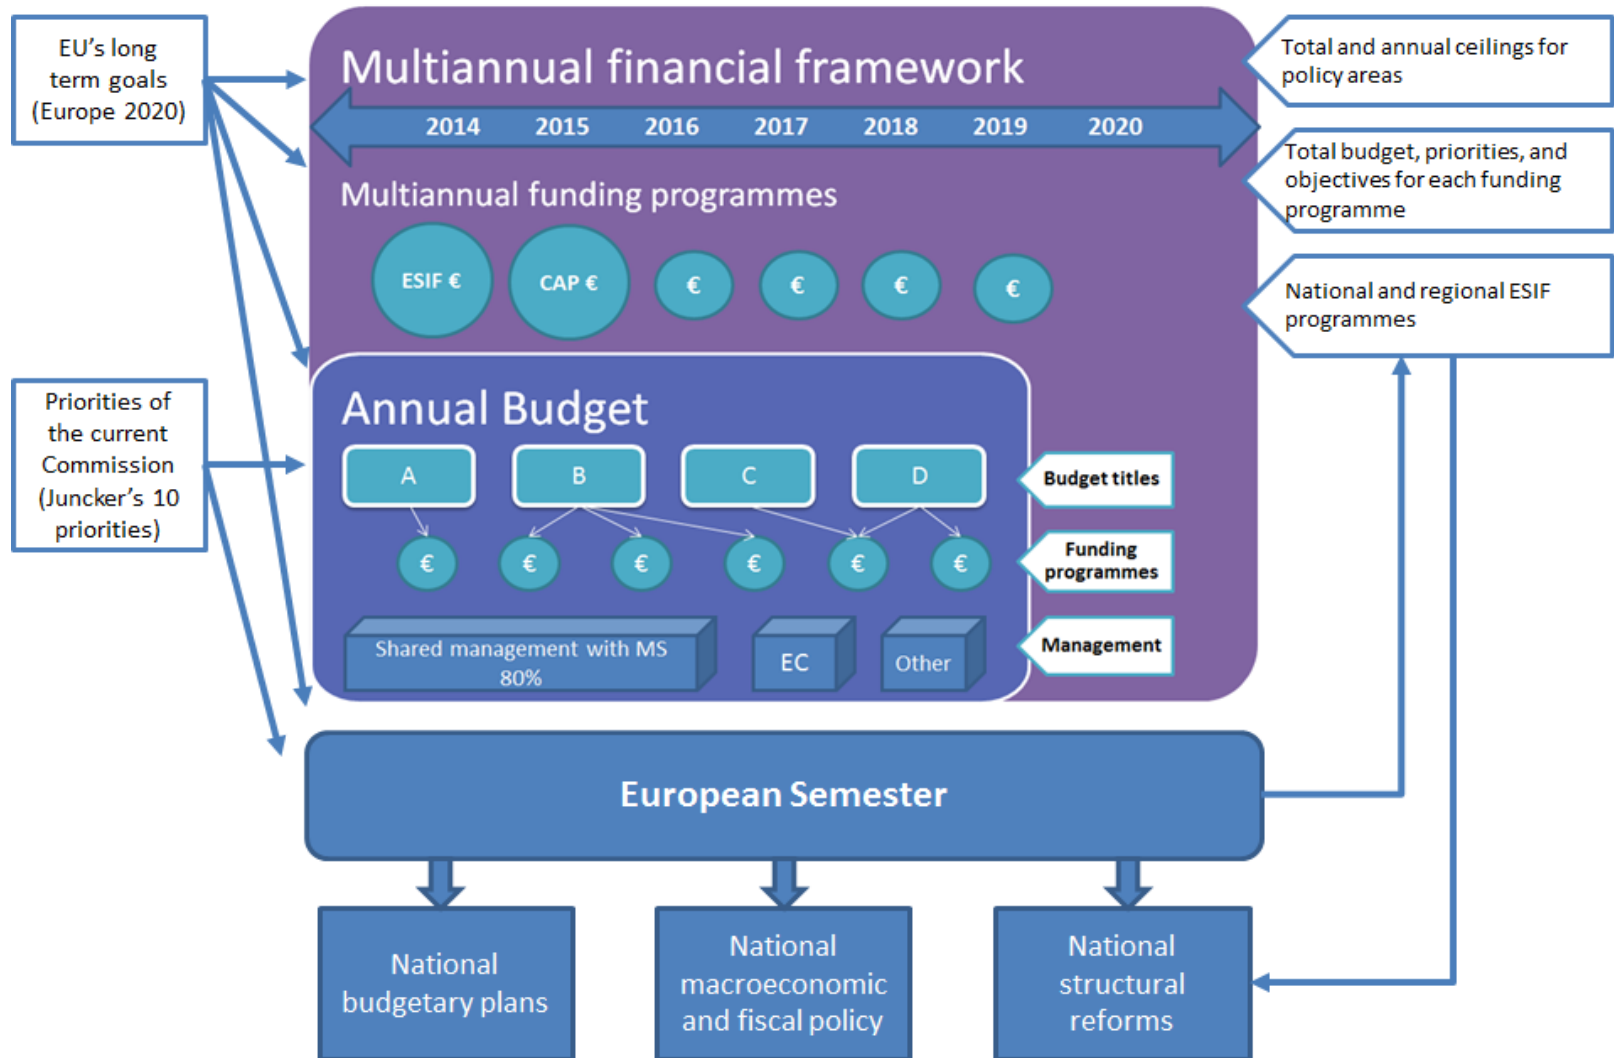 EU's long
term goals
(Europe 2020)
Multiannual financial framework
2014 2015 2016 2017 2018 2019 2020
Total and annual ceilings for
policy areas
Total budget, priorities, and
objectives for each funding
programme
Multiannual funding programmes
ESIF € CAP € € € € €
National and regional ESIF
programmes
Priorities of
the current
Commission
(Juncker's 10
priorities)
Annual Budget
A B C D
Budget titles
€ € € € € €
Funding
programmes
Shared management with MS
80%
EC
Other
Management
European Semester
National
budgetary plans
National
macroeconomic
and fiscal policy
National
structural
reforms